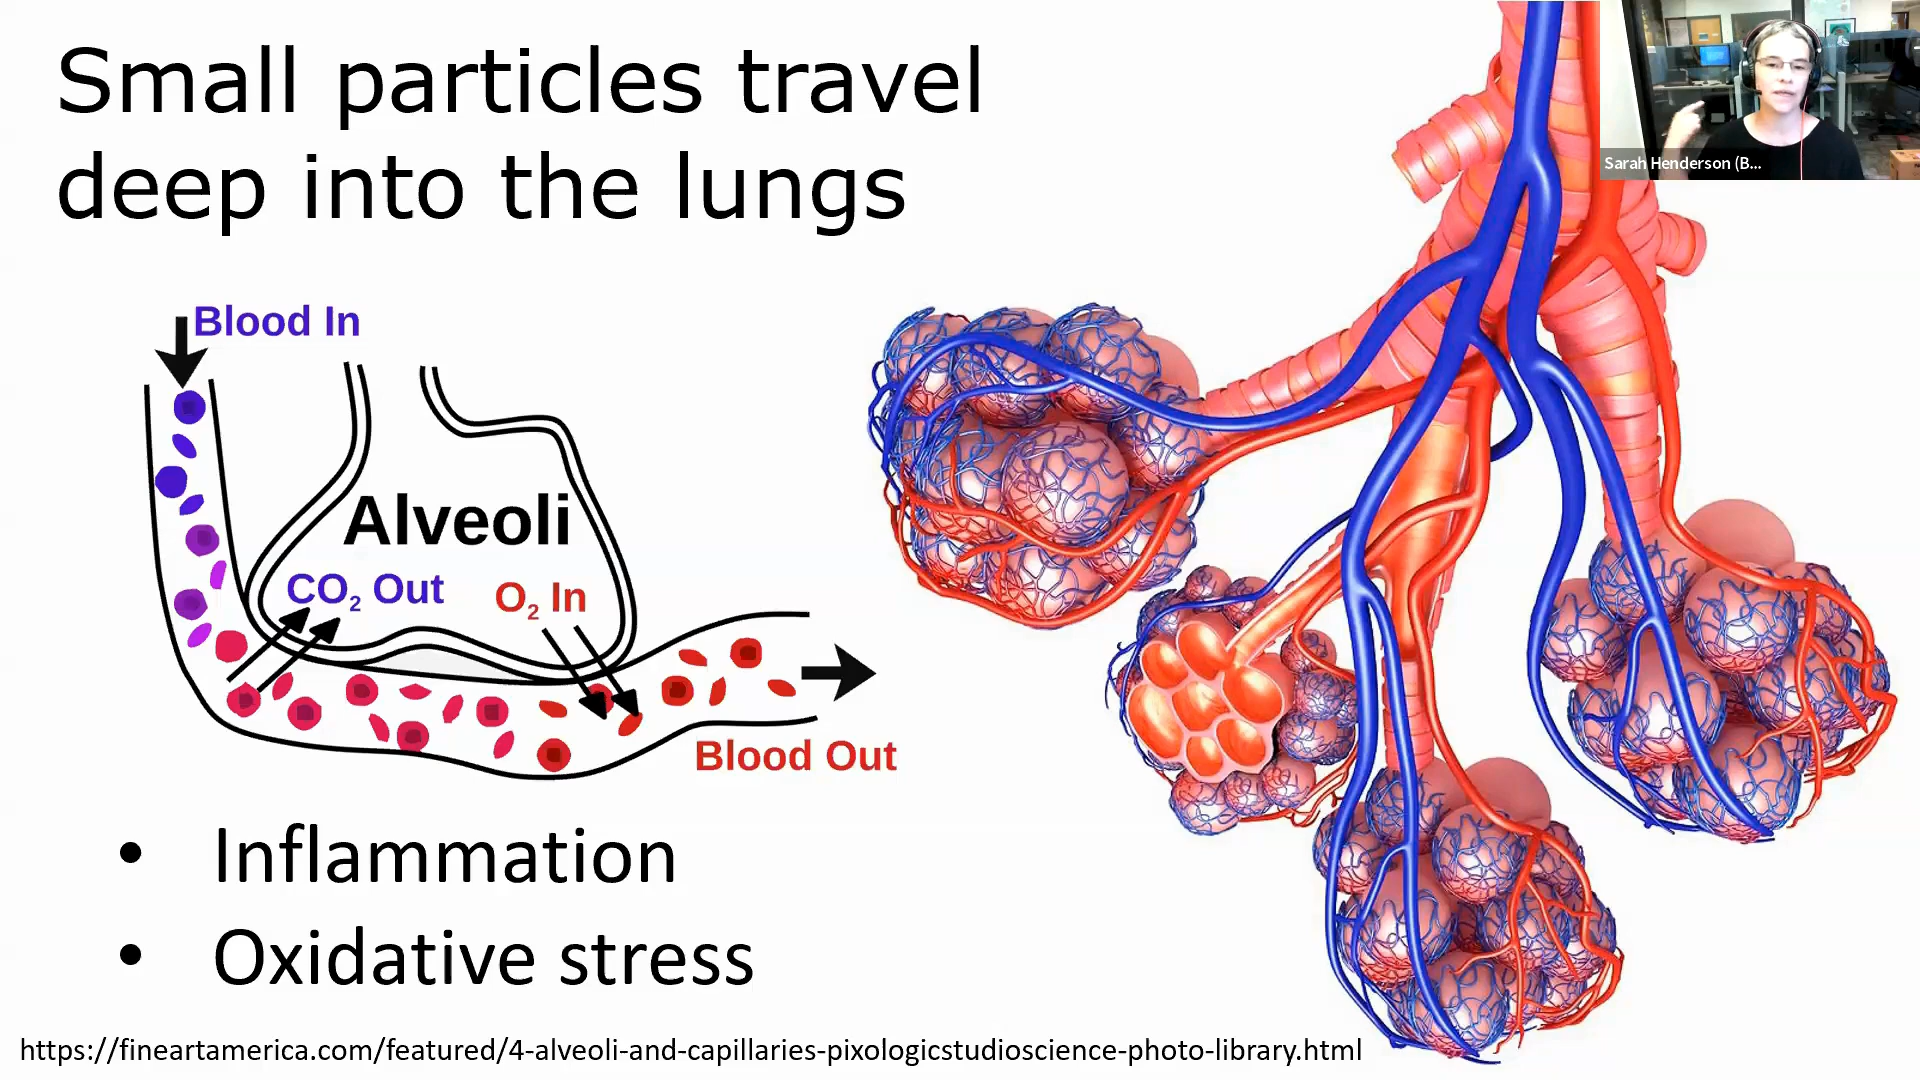 Small particles travel
deep into the lungs
Sarah Henderson (B...
Blood In
Alveoli
CO₂ Out
O₂ In
Blood Out
• Inflammation
• Oxidative stress
https://fineartamerica.com/featured/4-alveoli-and-capillaries-pixologicstudioscience-photo-library.html